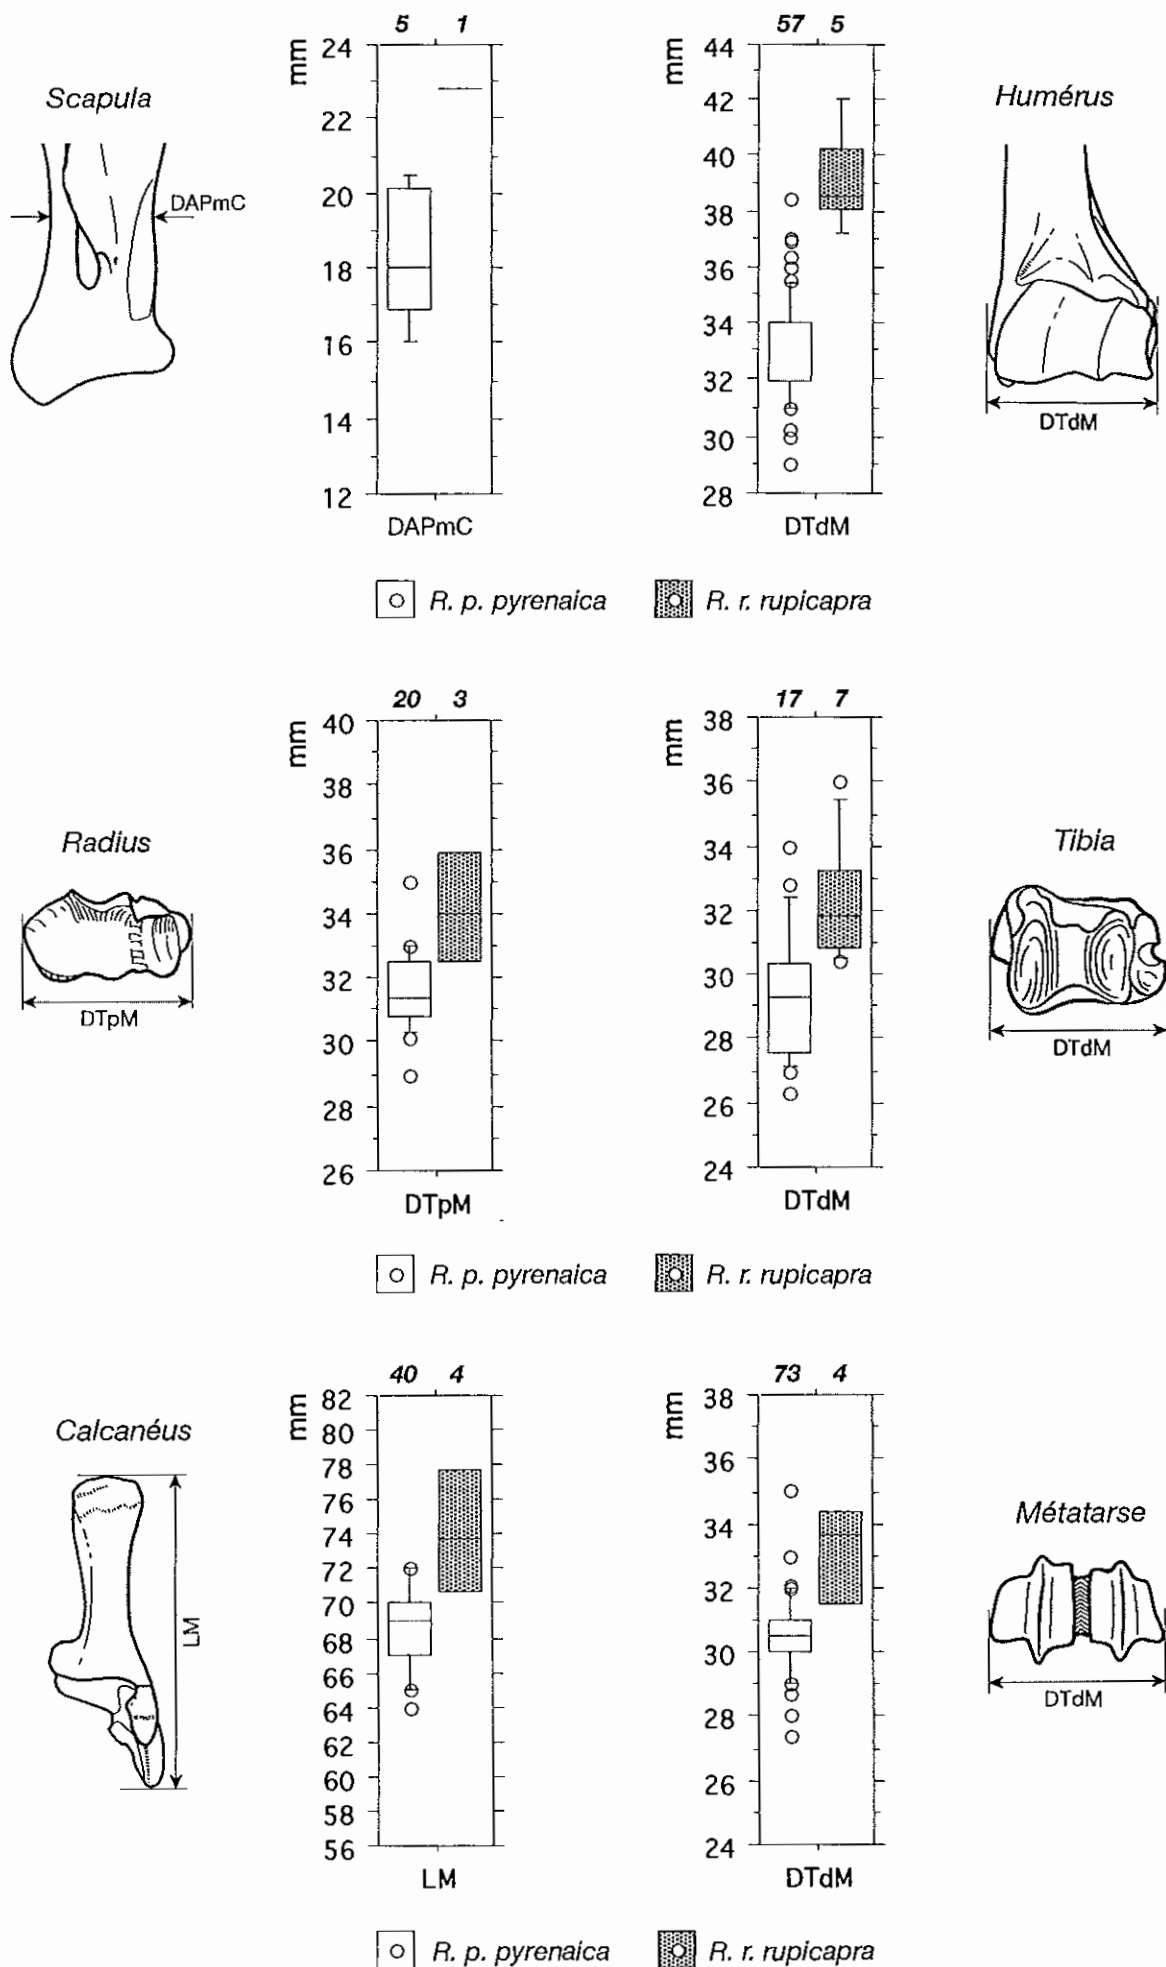 5 1
mm
24
22
20
18
16
14
12
DAPmC
Scapula
DAPmC
57 5
mm
44
42
40
38
36
34
32
30
28
DTdM
Humérus
DTdM
R. p. pyrenaica R. r. rupicapra
20 3
mm
40
38
36
34
32
30
28
26
DTpM
Radius
DTpM
17 7
mm
38
36
34
32
30
28
26
24
DTdM
Tibia
DTdM
R. p. pyrenaica R. r. rupicapra
40 4
mm
82
80
78
76
74
72
70
68
66
64
62
60
58
56
LM
Calcanéus
LM
73 4
mm
38
36
34
32
30
28
26
24
DTdM
Métatarse
DTdM
R. p. pyrenaica R. r. rupicapra